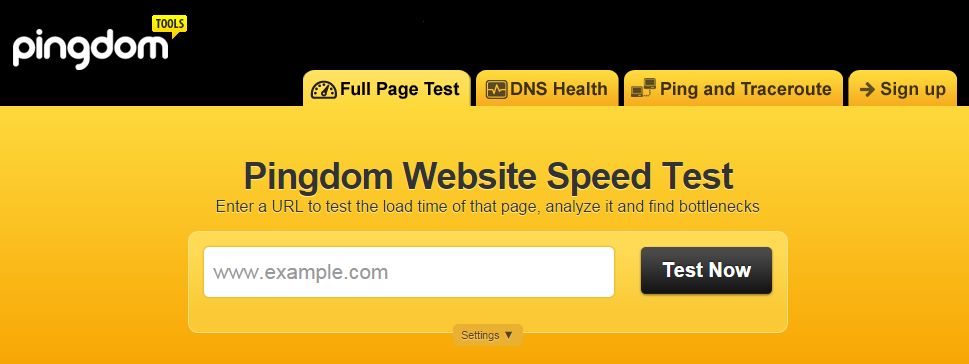 TOOLS
pingdom
Full Page Test
DNS Health
Ping and Traceroute
Sign up
Pingdom Website Speed Test
Enter a URL to test the load time of that page, analyze it and find bottlenecks
www.example.com
Test Now
Settings ▼